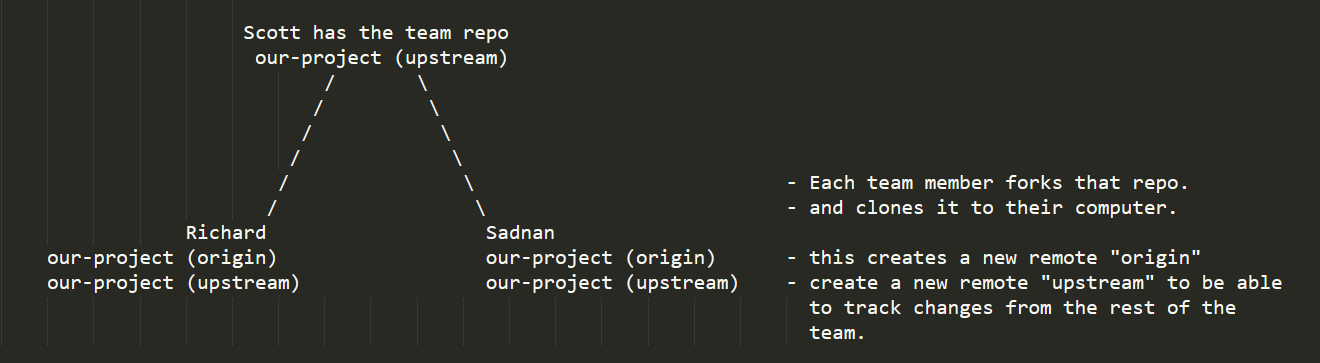 Scott has the team repo
our-project (upstream)
/ \
/ \
/ \
/ \
/ \
/ \
Richard Sadnan
our-project (origin) our-project (origin)
our-project (upstream) our-project (upstream)
- Each team member forks that repo.
- and clones it to their computer.
- this creates a new remote "origin"
- create a new remote "upstream" to be able
to track changes from the rest of the
team.